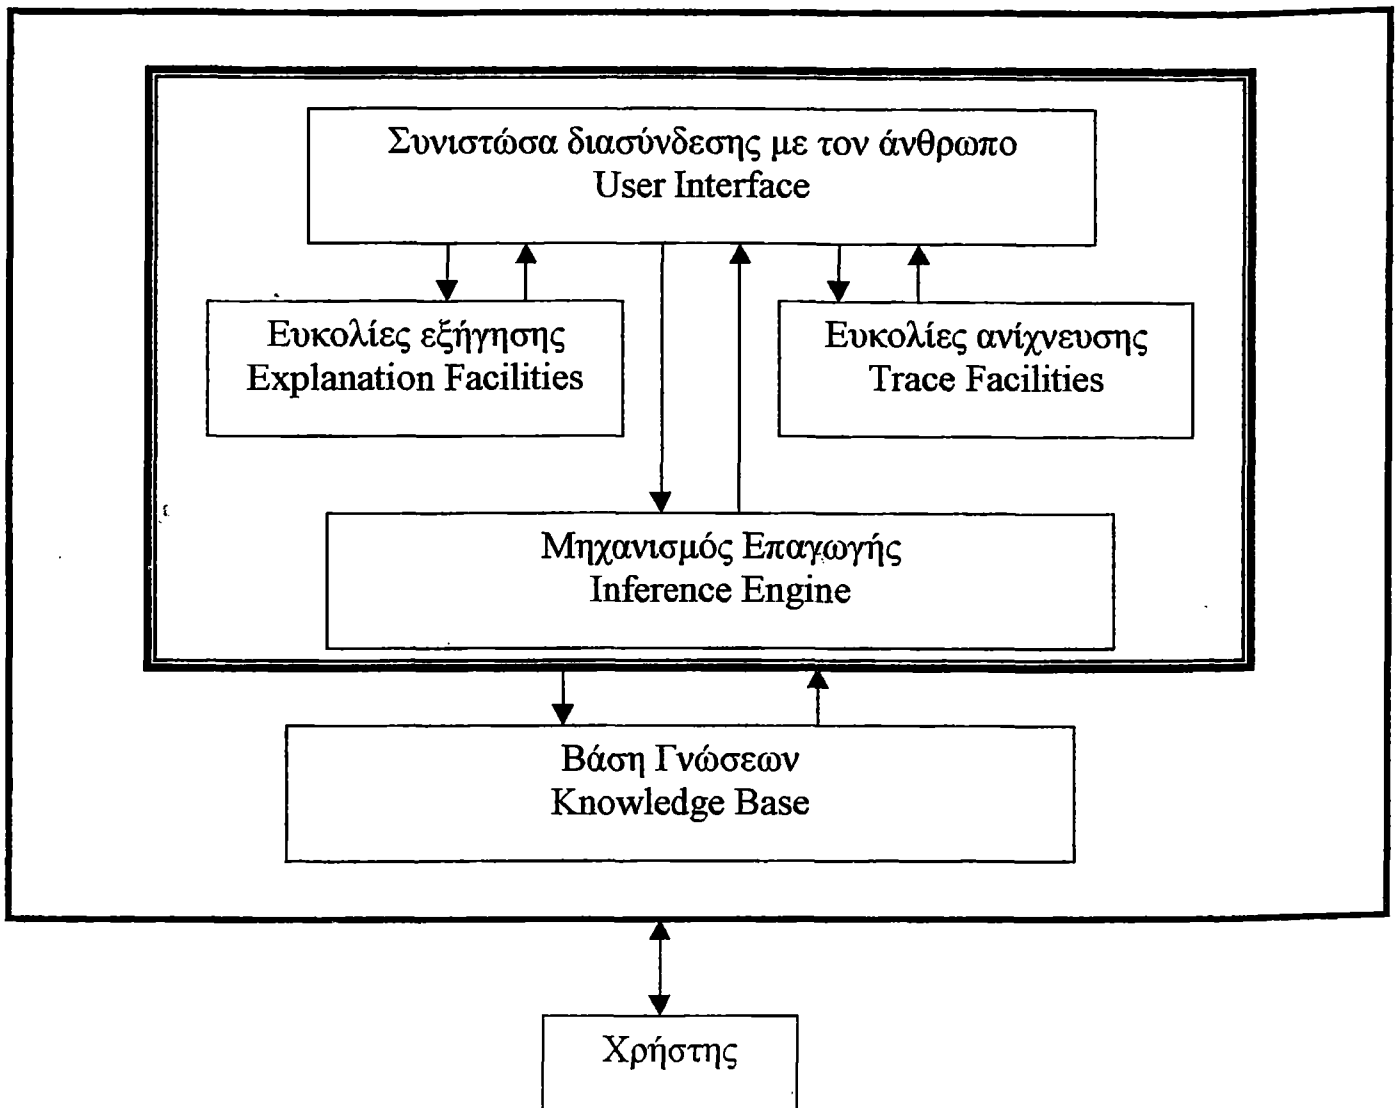 Συνιστώσα διασύνδεσης με τον άνθρωπο
User Interface
Ευκολίες εξήγησης
Explanation Facilities
Ευκολίες ανίχνευσης
Trace Facilities
Μηχανισμός Επαγωγής
Inference Engine
Βάση Γνώσεων
Knowledge Base
Χρήστης